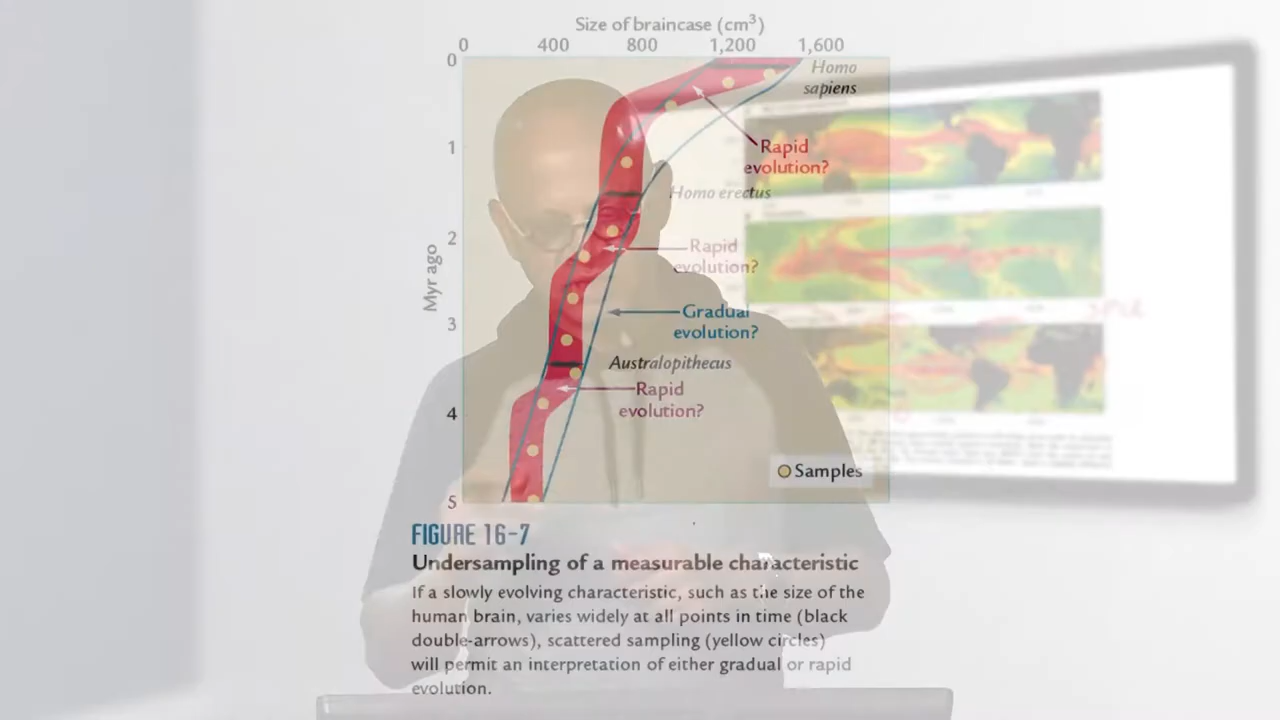 Size of braincase (cm³)
0 400 800 1,200 1,600
0
Homo
sapiens
1
Rapid
evolution?
Homo erectus
2
Rapid
evolution?
Myr ago
3
Gradual
evolution?
Australopithecus
Rapid
evolution?
4
Samples
5
FIGURE 16–7
Undersampling of a measurable characteristic
If a slowly evolving characteristic, such as the size of the
human brain, varies widely at all points in time (black
double-arrows), scattered sampling (yellow circles)
will permit an interpretation of either gradual or rapid
evolution.